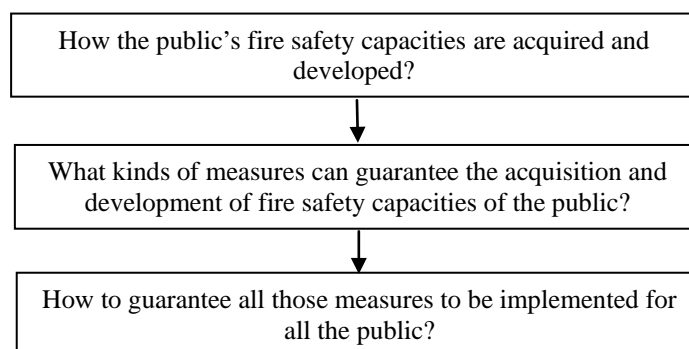 How the public’s fire safety capacities are acquired and
developed?
What kinds of measures can guarantee the acquisition and
development of fire safety capacities of the public?
How to guarantee all those measures to be implemented for
all the public?